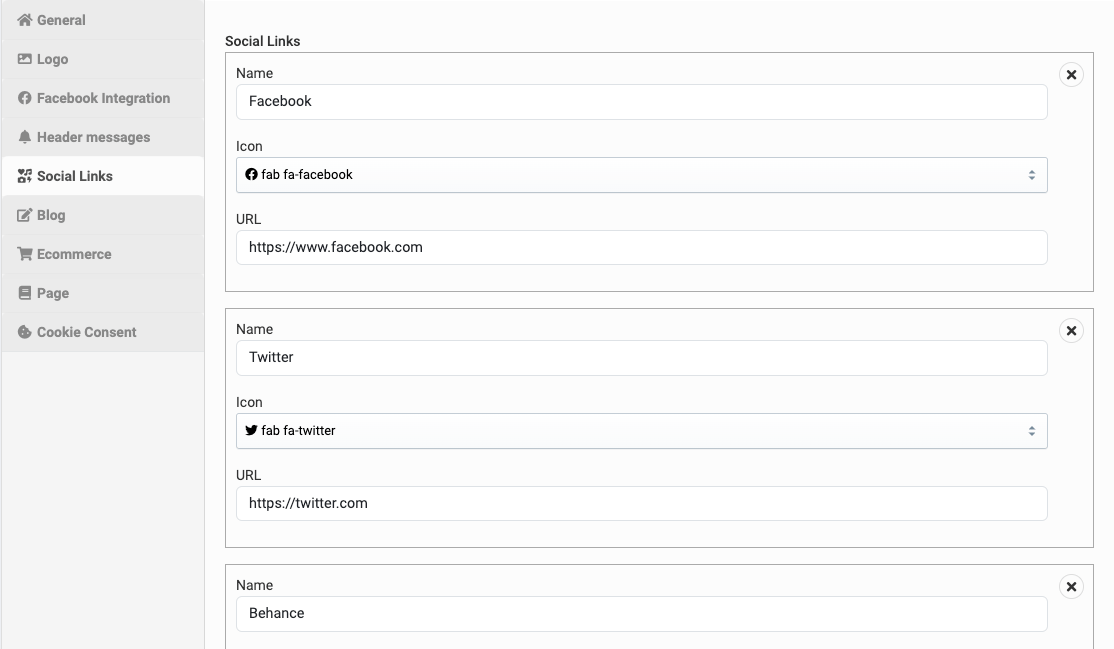 General
Logo
Facebook Integration
Header messages
Social Links
Blog
Ecommerce
Page
Cookie Consent
Social Links
Name
Facebook
Icon
fab fa-facebook
URL
https://www.facebook.com
Name
Twitter
Icon
fab fa-twitter
URL
https://twitter.com
Name
Behance